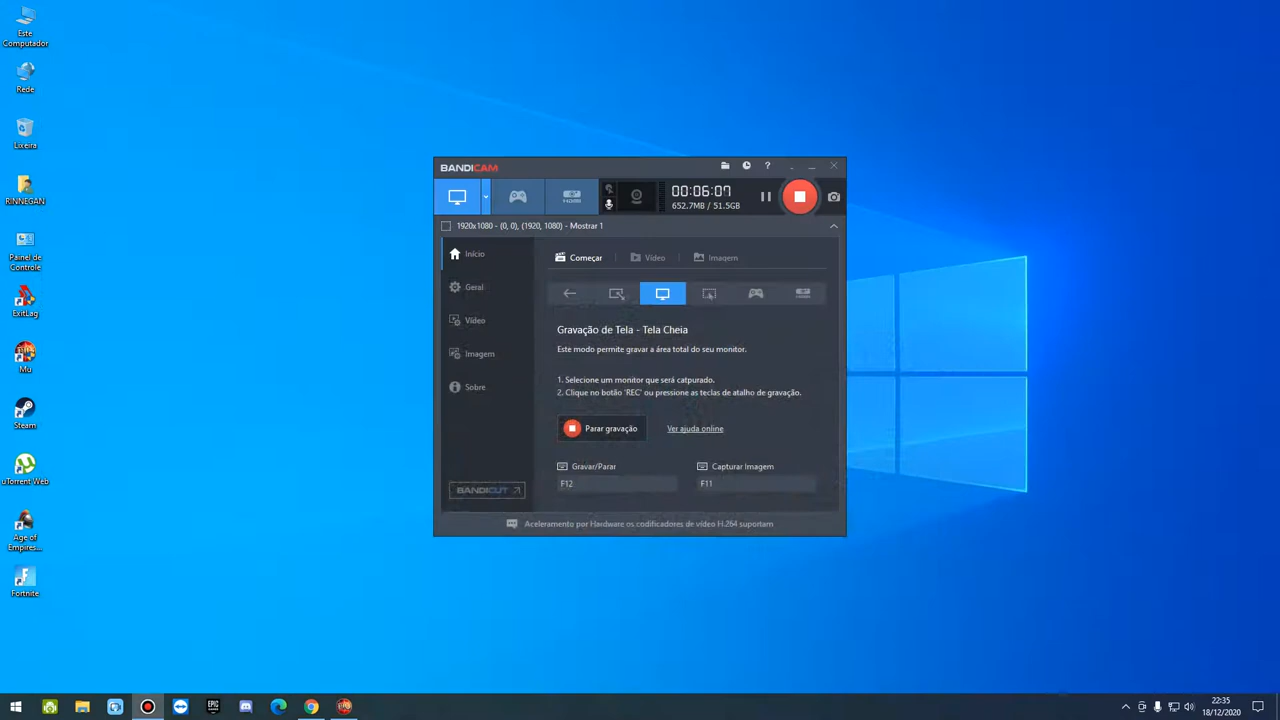 Este
Computador
Rede
Lixeira
RINNEGAN
Painel de
Controle
ExitLag
Mu
Steam
uTorrent Web
Age of
Empires...
Fortnite
BANDICAM
?
HDMI
00:06:07
652.7MB / 51.5GB
1920x1080 - (0, 0), (1920, 1080) - Mostrar 1
Início
Geral
Vídeo
Imagem
Sobre
BANDICUT
Começar
Vídeo
Imagem
Gravação de Tela - Tela Cheia
Este modo permite gravar a área total do seu monitor.
1. Selecione um monitor que será catpurado.
2. Clique no botão 'REC' ou pressione as teclas de atalho de gravação.
Parar gravação
Ver ajuda online
Gravar/Parar
F12
Capturar Imagem
F11
Aceleramento por Hardware os codificadores de vídeo H.264 suportam
EPIC
22:35
18/12/2020